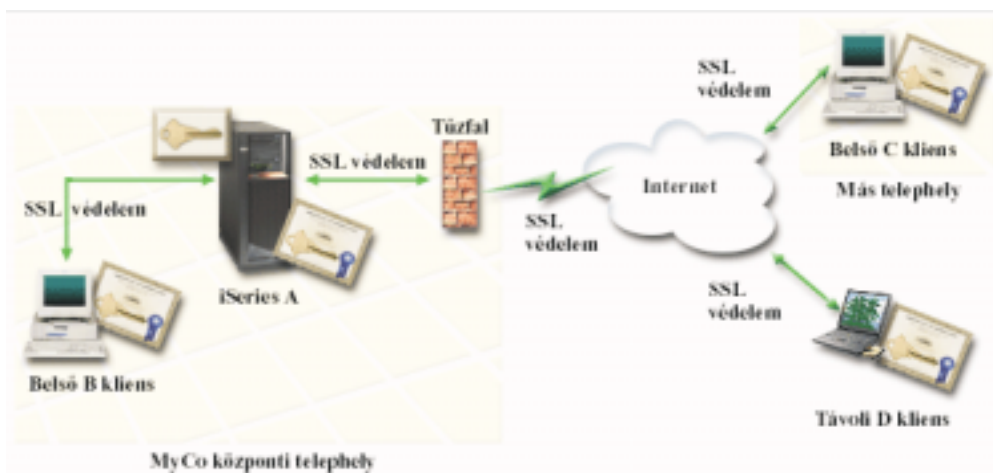 SSL
védelem
Tűzfal
Belső C kliens
SSL védelem
Internet
Más telephely
SSL védelem
SSL
védelem
iSeries A
SSL
védelem
Belső B kliens
Távoli D kliens
MyCo központi telephely